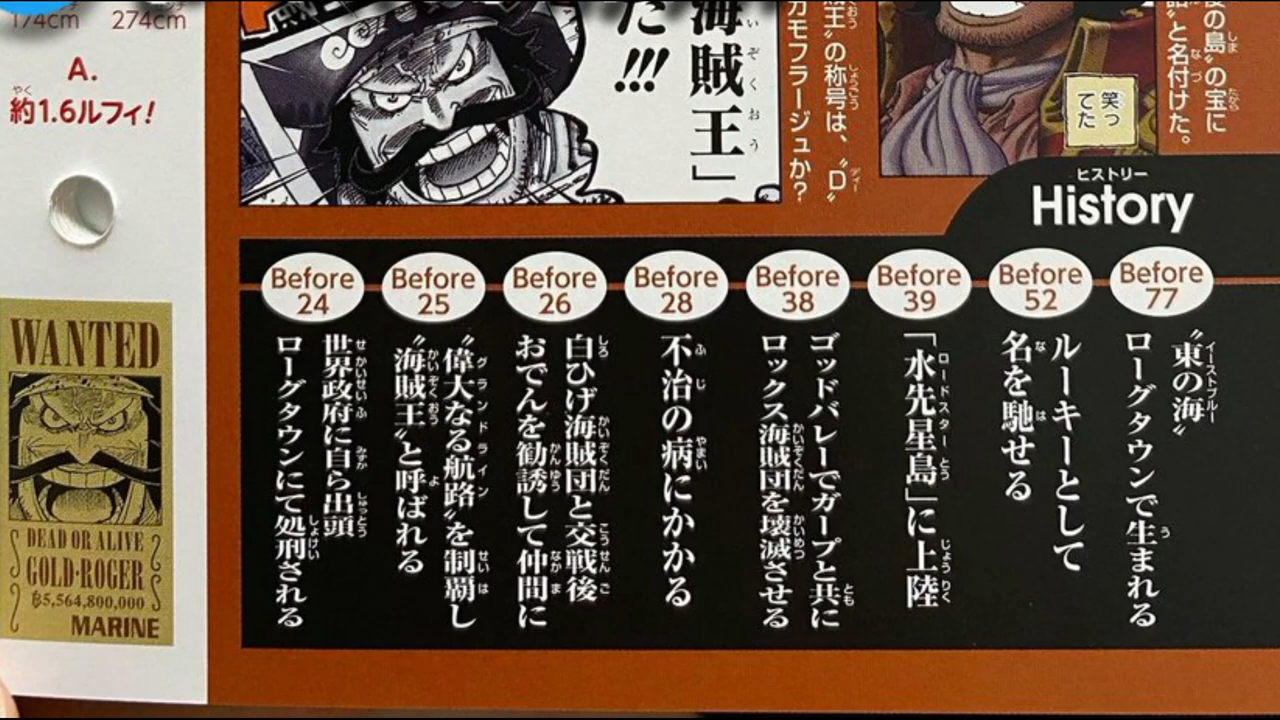 174cm
274cm
A.
約1.6ルフィ!
WANTED
DEAD OR ALIVE
GOLD·ROGER
฿5,564,800,000
MARINE
の島の宝に
と名付けた。
笑っ
てた
王〟の称号は、〝D〟
カモフラージュか?
海賊王」
だ!!!
History
Before
77
〝東の海〟
ローグタウンで生まれる
Before
52
ルーキーとして
名を馳せる
Before
39
「水先星島」に上陸
Before
38
ゴッドバレーでガープと共に
ロックス海賊団を壊滅させる
Before
28
不治の病にかかる
Before
26
白ひげ海賊団と交戦後
おでんを勧誘して仲間に
Before
25
〝偉大なる航路〟を制覇し
〝海賊王〟と呼ばれる
Before
24
世界政府に自ら出頭
ローグタウンにて処刑される